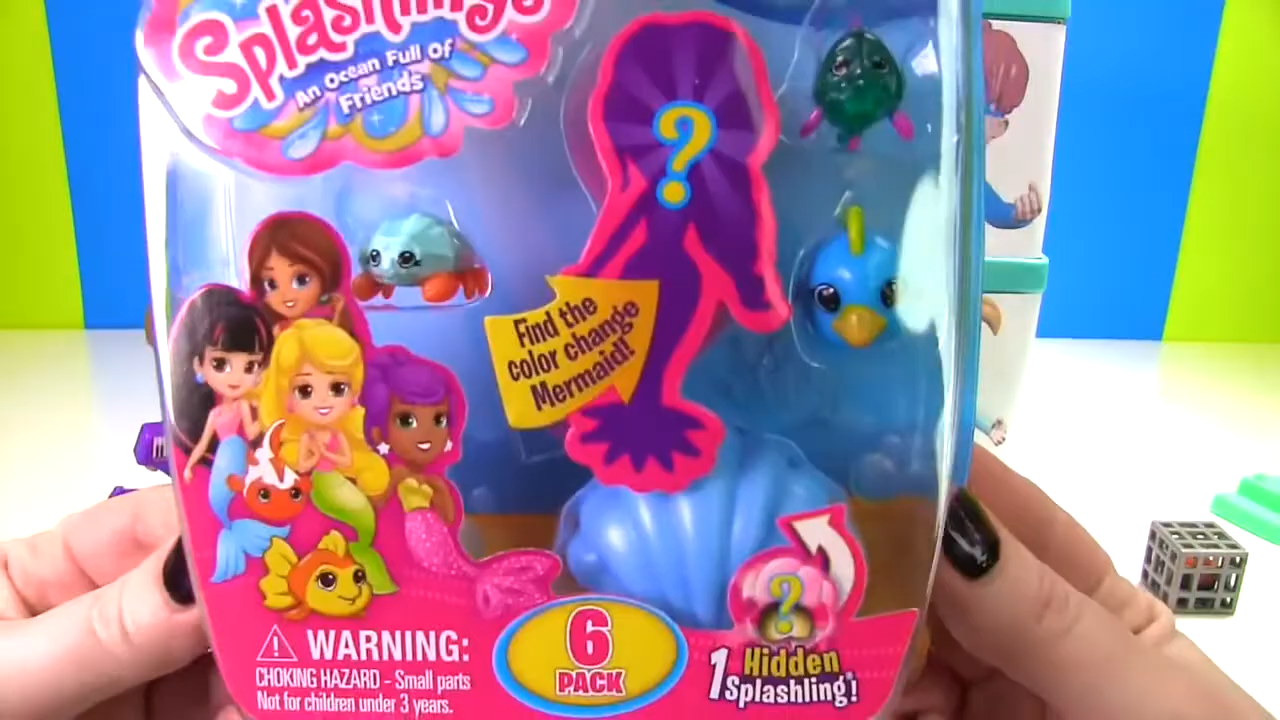 Splashlings
An Ocean Full Of
Friends
?
Find the
color change
Mermaid!
?
6
PACK
1 Hidden
Splashling!
WARNING:
CHOKING HAZARD - Small parts
Not for children under 3 years.